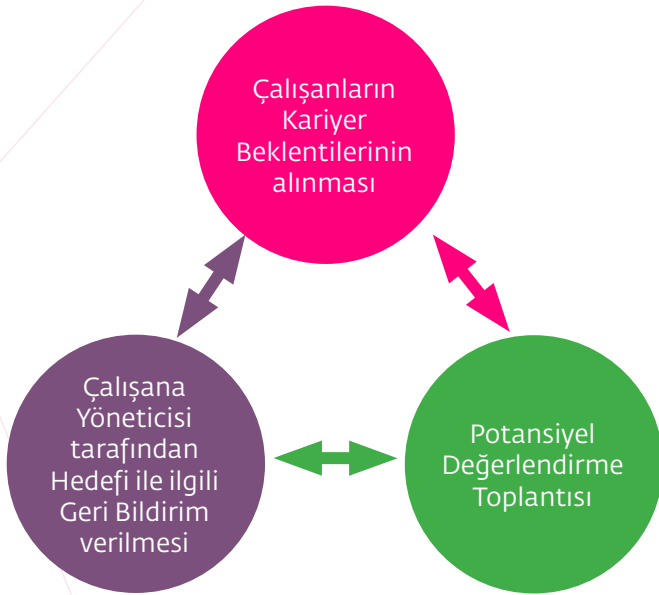 Çalışanların
Kariyer
Beklentilerinin
alınması
Çalışana
Yöneticisi
tarafından
Hedefi ile ilgili
Geri Bildirim
verilmesi
Potansiyel
Değerlendirme
Toplantısı